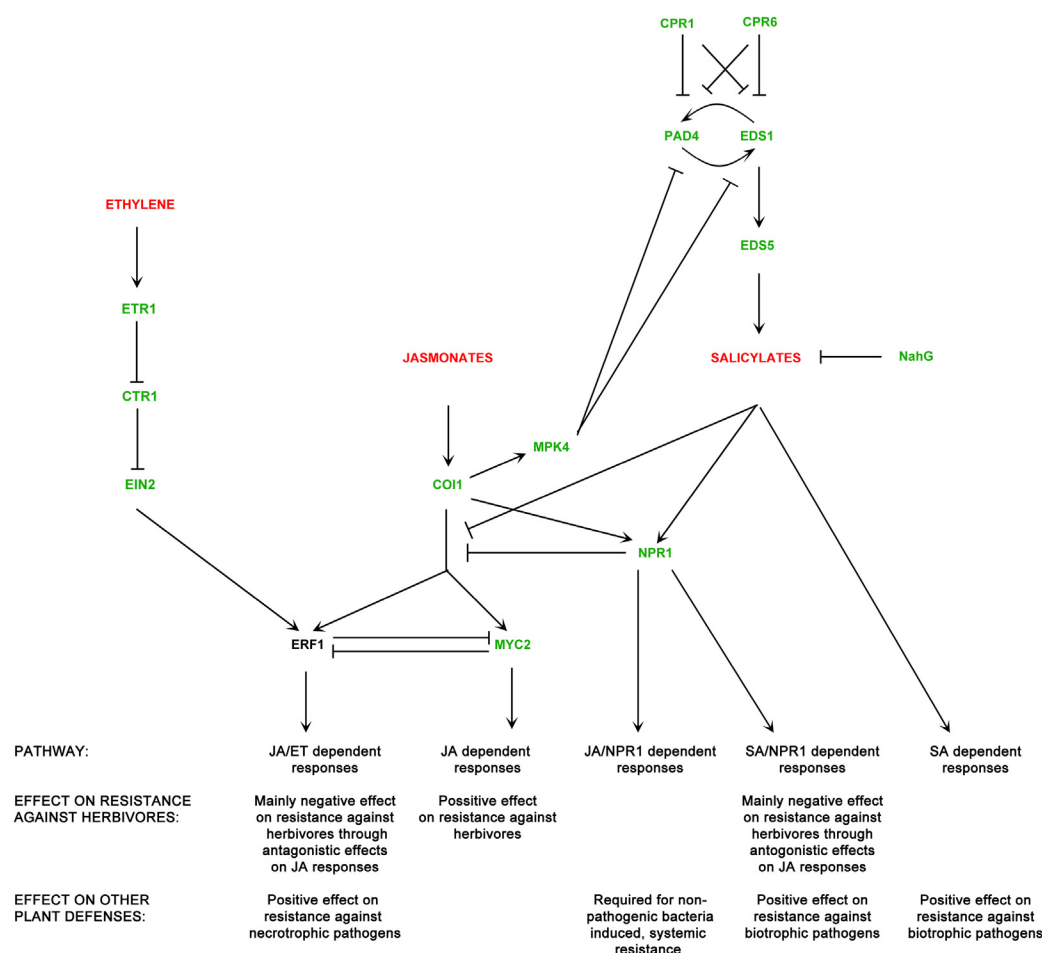 CPR1 CPR6
PAD4 EDS1
ETHYLENE
EDS5
ETR1
JASMONATES SALICYLATES NahG
CTR1
MPK4
EIN2 COI1
NPR1
ERF1 MYC2
PATHWAY: JA/ET dependent JA dependent JA/NPR1 dependent SA/NPR1 dependent SA dependent
responses responses responses responses responses
EFFECT ON RESISTANCE Mainly negative effect Possitive effect Mainly negative effect
AGAINST HERBIVORES: on resistance against on resistance against on resistance against
herbivores through herbivores herbivores through
antagonistic effects antogonistic effects
on JA responses on JA responses
EFFECT ON OTHER Positive effect on Required for non- Positive effect on Positive effect on
PLANT DEFENSES: resistance against pathogenic bacteria resistance against resistance against
necrotrophic pathogens induced, systemic biotrophic pathogens biotrophic pathogens
resistance